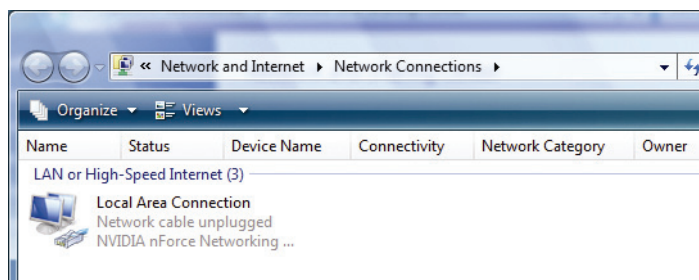 « Network and Internet ▸ Network Connections ▸
Organize Views
Name Status Device Name Connectivity Network Category Owner
LAN or High-Speed Internet (3)
Local Area Connection
Network cable unplugged
NVIDIA nForce Networking ...